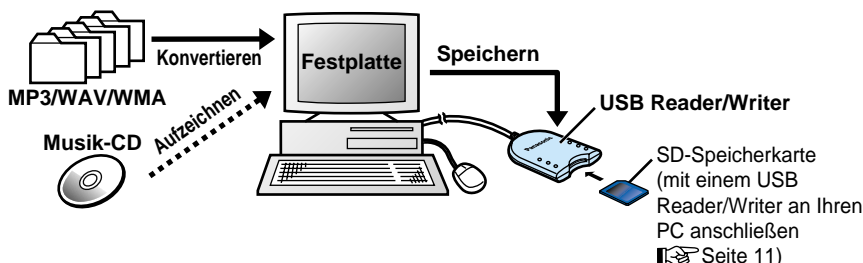 Konvertieren
Festplatte
Speichern
MP3/WAV/WMA
Aufzeichnen
USB Reader/Writer
Musik-CD
Panasonic
SD-Speicherkarte
(mit einem USB
Reader/Writer an Ihren
PC anschließen
Seite 11)